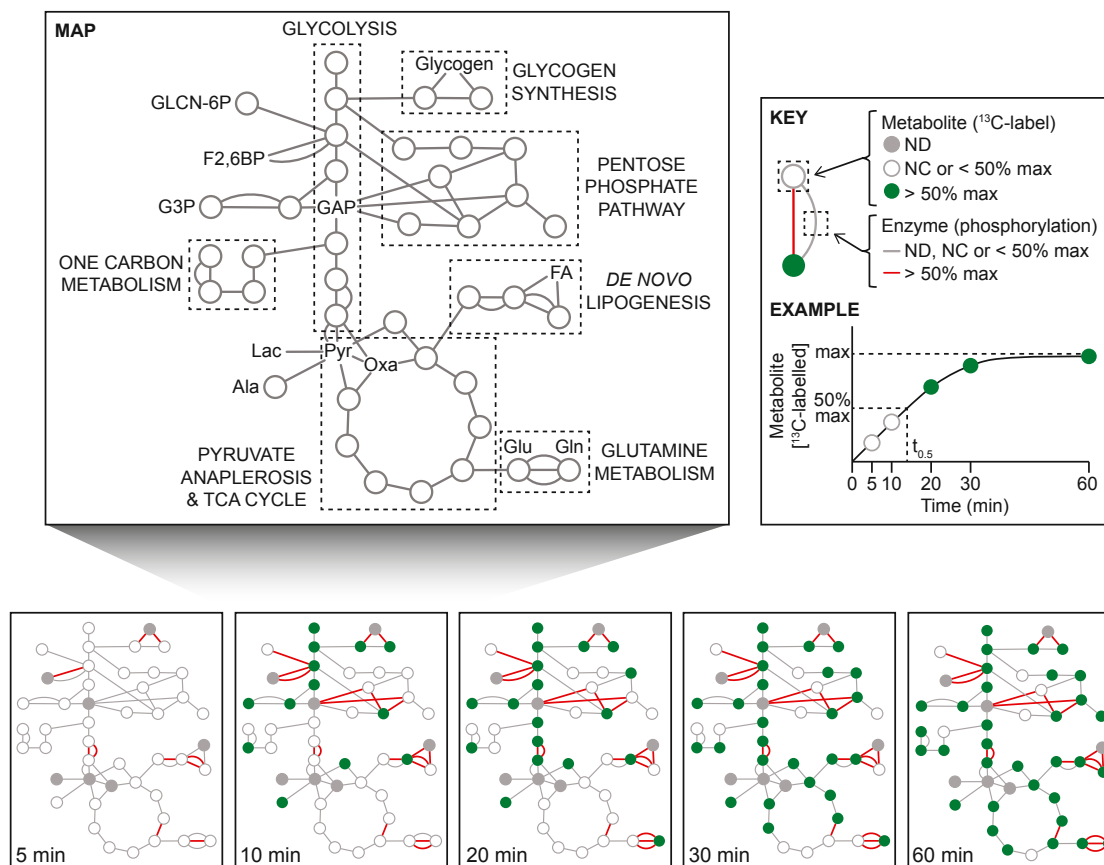 MAP
GLYCOLYSIS
Glycogen
GLYCOGEN
SYNTHESIS
GLCN-6P
F2,6BP
PENTOSE
PHOSPHATE
PATHWAY
G3P
GAP
ONE CARBON
METABOLISM
FA
DE NOVO
LIPOGENESIS
Lac
Pyr
Oxa
Ala
Glu
Gln
PYRUVATE
ANAPLEROSIS
& TCA CYCLE
GLUTAMINE
METABOLISM
KEY
Metabolite (¹³C-label)
ND
NC or < 50% max
> 50% max
Enzyme (phosphorylation)
ND, NC or < 50% max
> 50% max
EXAMPLE
Metabolite
[¹³C-labelled]
max
50%
max
t0.5
0 5 10 20 30 60
Time (min)
5 min
10 min
20 min
30 min
60 min